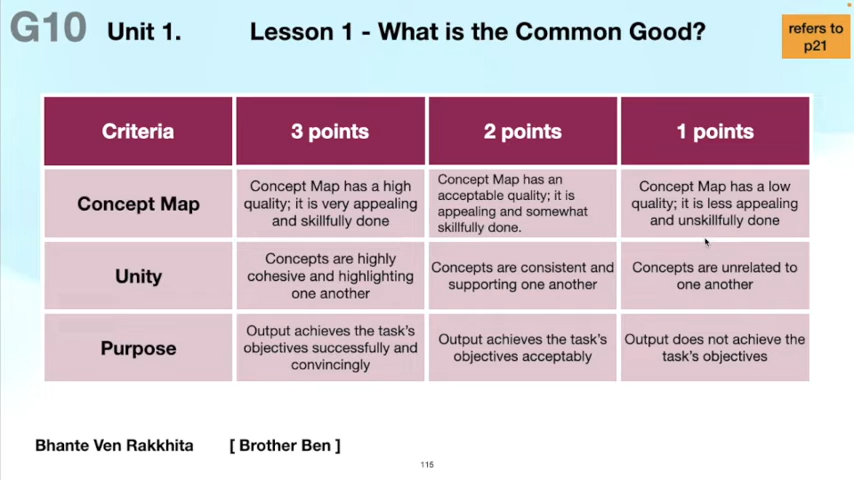 G10 Unit 1. Lesson 1 - What is the Common Good?
refers to
p21
Criteria
3 points
2 points
1 points
Concept Map
Concept Map has a high
quality; it is very appealing
and skillfully done
Concept Map has an
acceptable quality; it is
appealing and somewhat
skillfully done.
Concept Map has a low
quality; it is less appealing
and unskillfully done
Unity
Concepts are highly
cohesive and highlighting
one another
Concepts are consistent and
supporting one another
Concepts are unrelated to
one another
Purpose
Output achieves the task's
objectives successfully and
convincingly
Output achieves the task's
objectives acceptably
Output does not achieve the
task's objectives
Bhante Ven Rakkhita [ Brother Ben ]
115